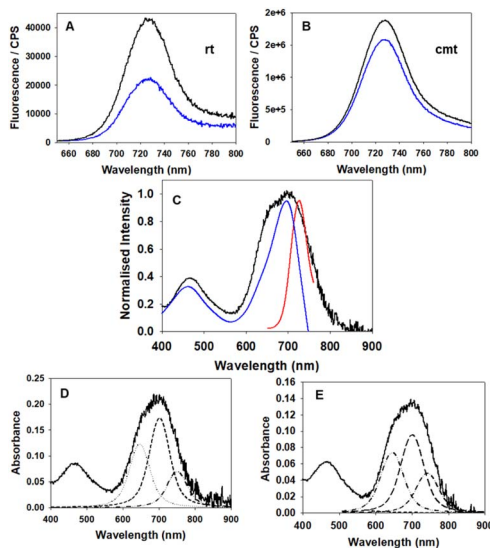 A
rt
Fluorescence / CPS
40000
30000
20000
10000
0
660 680 700 720 740 760 780 800
Wavelength (nm)
B
cmt
Fluorescence / CPS
2e+6
2e+6
1e+6
5e+5
0
660 680 700 720 740 760 780 800
Wavelength (nm)
C
Normalised Intensity
1.0
0.8
0.6
0.4
0.2
0.0
400 500 600 700 800 900
Wavelength (nm)
D
Absorbance
0.25
0.20
0.15
0.10
0.05
0.00
400 500 600 700 800 900
Wavelength (nm)
E
Absorbance
0.16
0.14
0.12
0.10
0.08
0.06
0.04
0.02
0.00
400 500 600 700 800 900
Wavelength (nm)